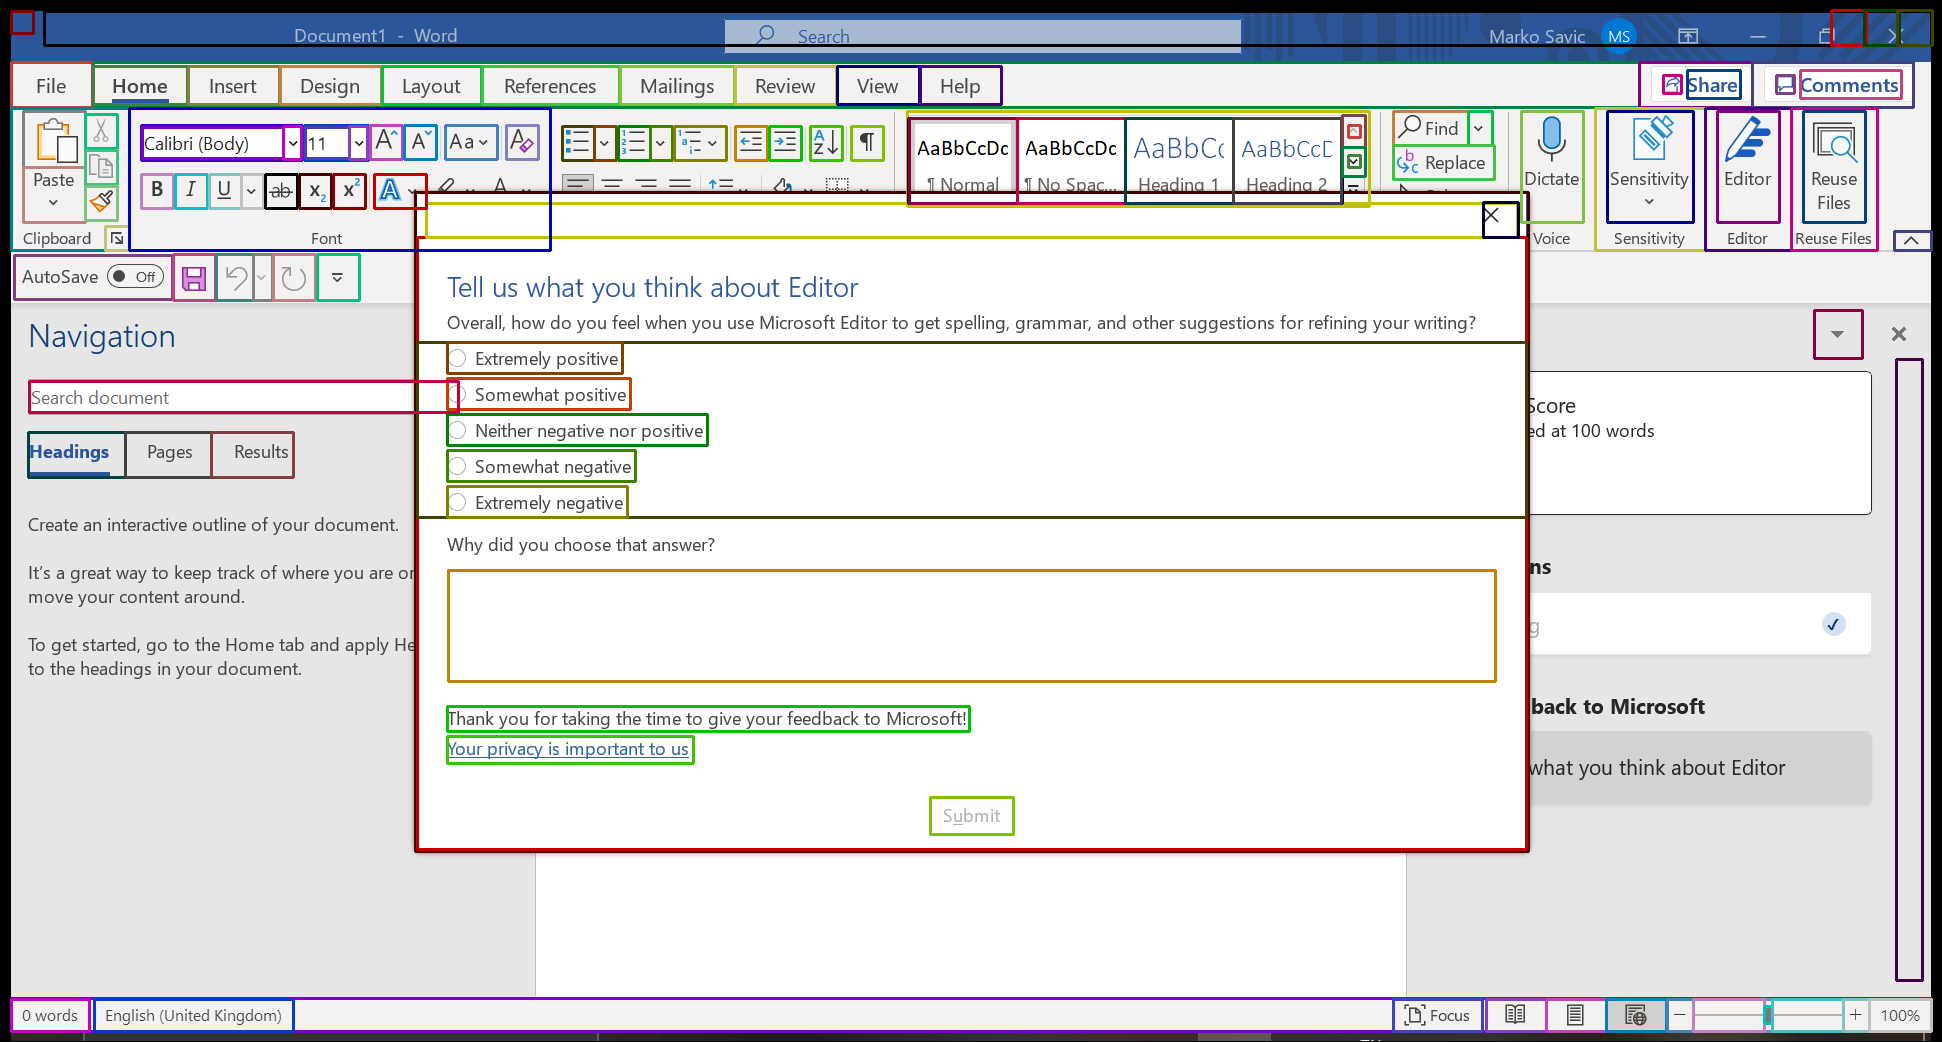 Document1 - Word
Search
Marko Savic
MS
File
Home
Insert
Design
Layout
References
Mailings
Review
View
Help
Share
Comments
Paste
Clipboard
Calibri (Body)
11
Aa
B I U ab x₂ x² A
Font
AaBbCcDc
¶ Normal
AaBbCcDc
¶ No Spac...
AaBbCc
Heading 1
AaBbCcD
Heading 2
Find
Replace
Dictate
Voice
Sensitivity
Sensitivity
Editor
Editor
Reuse
Files
Reuse Files
AutoSave
Off
Navigation
Search document
Headings
Pages
Results
Create an interactive outline of your document.
It's a great way to keep track of where you are or
move your content around.
To get started, go to the Home tab and apply He
to the headings in your document.
Tell us what you think about Editor
Overall, how do you feel when you use Microsoft Editor to get spelling, grammar, and other suggestions for refining your writing?
Extremely positive
Somewhat positive
Neither negative nor positive
Somewhat negative
Extremely negative
Why did you choose that answer?
Thank you for taking the time to give your feedback to Microsoft!
Your privacy is important to us
Submit
Score
ed at 100 words
ns
g
back to Microsoft
what you think about Editor
0 words
English (United Kingdom)
Focus
100%